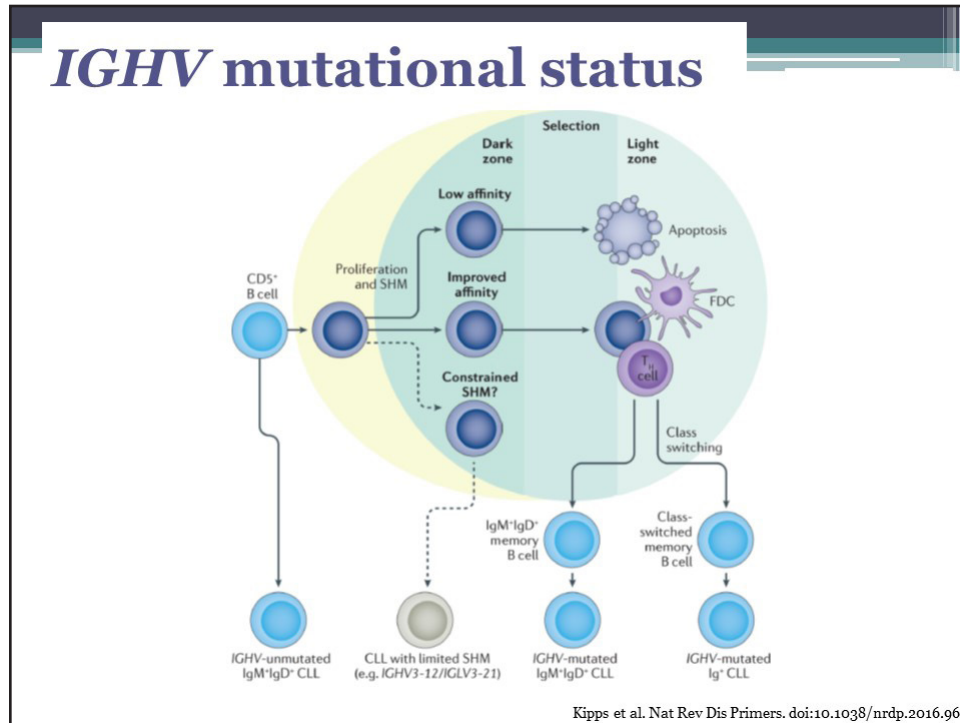 IGHV mutational status
Selection
Dark
zone
Light
zone
Low affinity
Apoptosis
Proliferation
and SHM
CD5⁺
B cell
Improved
affinity
FDC
T_H
cell
Constrained
SHM?
Class
switching
IgM⁺IgD⁺
memory
B cell
Class-
switched
memory
B cell
IGHV-unmutated
IgM⁺IgD⁺ CLL
CLL with limited SHM
(e.g. IGHV3-12/IGLV3-21)
IGHV-mutated
IgM⁺IgD⁺ CLL
IGHV-mutated
Ig⁺ CLL
Kipps et al. Nat Rev Dis Primers. doi:10.1038/nrdp.2016.96